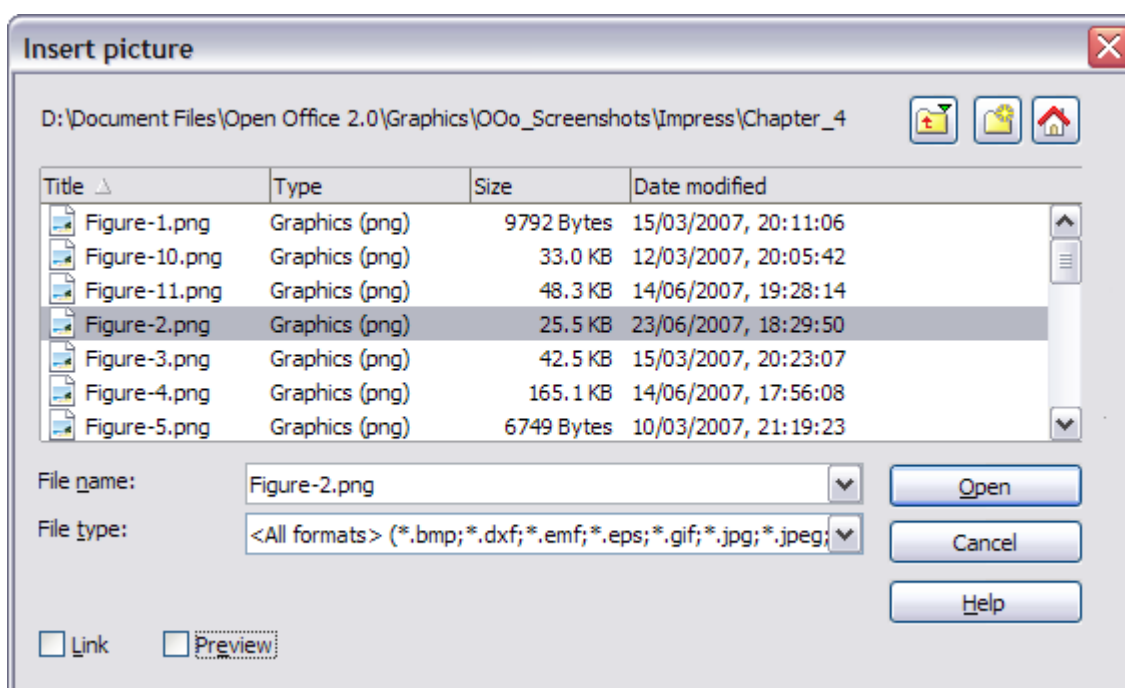 Insert picture
D:\Document Files\Open Office 2.0\Graphics\OOo_Screenshots\Impress\Chapter_4
Title Type Size Date modified
Figure-1.png Graphics (png) 9792 Bytes 15/03/2007, 20:11:06
Figure-10.png Graphics (png) 33.0 KB 12/03/2007, 20:05:42
Figure-11.png Graphics (png) 48.3 KB 14/06/2007, 19:28:14
Figure-2.png Graphics (png) 25.5 KB 23/06/2007, 18:29:50
Figure-3.png Graphics (png) 42.5 KB 15/03/2007, 20:23:07
Figure-4.png Graphics (png) 165.1 KB 14/06/2007, 17:56:08
Figure-5.png Graphics (png) 6749 Bytes 10/03/2007, 21:19:23
File name: Figure-2.png Open
File type: <All formats> (*.bmp;*.dxf;*.emf;*.eps;*.gif;*.jpg;*.jpeg; Cancel
Help
Link Preview